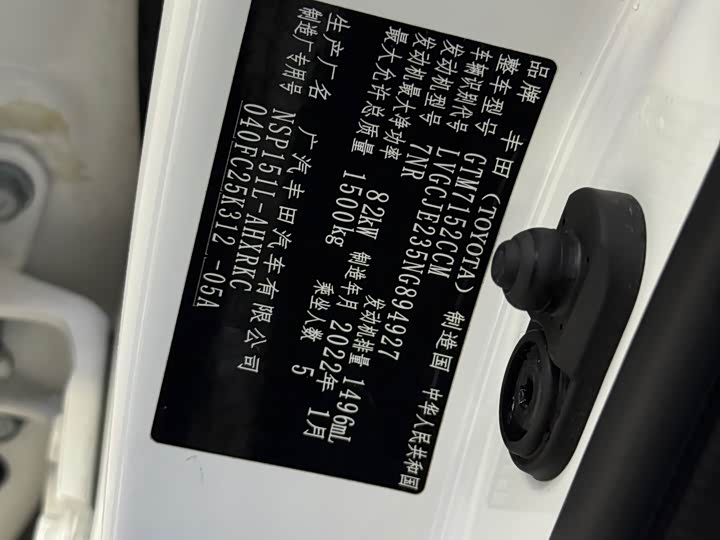 品牌 丰田 (TOYOTA) 制造国 中华人民共和国
整车型号 GTM7152CCM
车辆识别代号 LVGCJE235NG894927
发动机型号 7NR 发动机排量 1496mL
发动机最大净功率 82kW 制造年月 2022年 1月
最大允许总质量 1500kg 乘坐人数 5
生产厂名 广汽丰田汽车有限公司
制造厂专用号 NSP151L-AHXRKC
040FC25K312 -05A